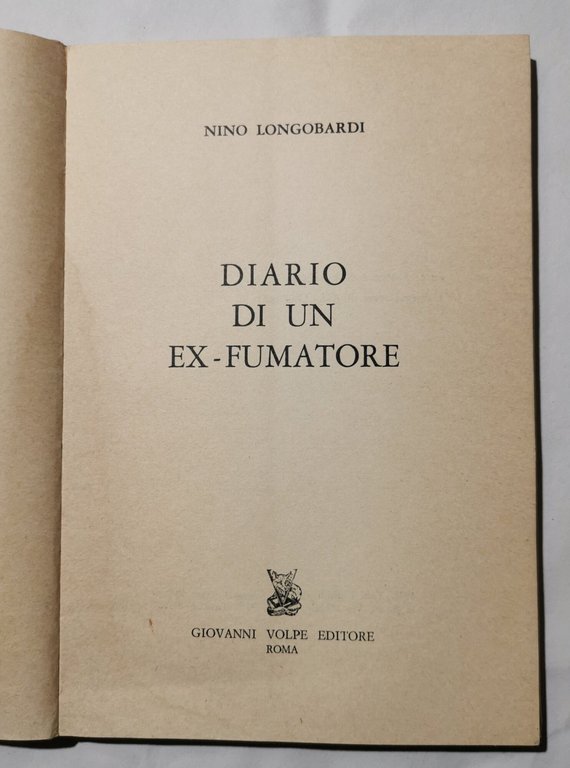 NINO LONGOBARDI
DIARIO
DI UN
EX-FUMATORE
GIOVANNI VOLPE EDITORE
ROMA